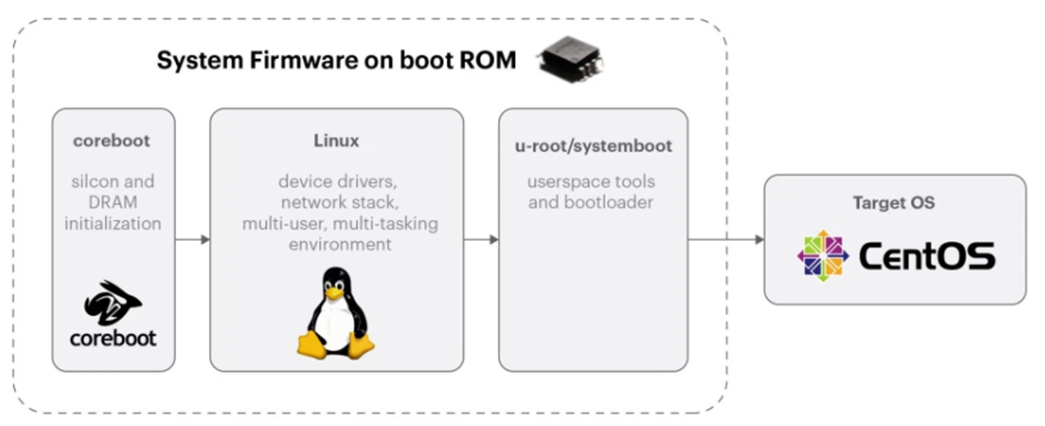 System Firmware on boot ROM
coreboot
silcon and
DRAM
initialization
coreboot
Linux
device drivers,
network stack,
multi-user, multi-tasking
environment
u-root/systemboot
userspace tools
and bootloader
Target OS
CentOS